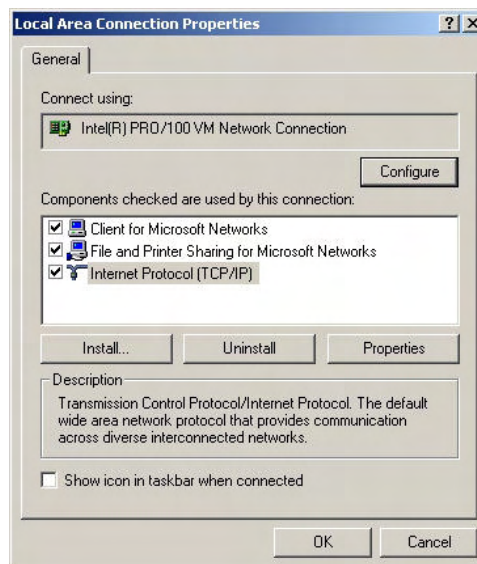 Local Area Connection Properties
General
Connect using:
Intel(R) PRO/100 VM Network Connection
Configure
Components checked are used by this connection:
Client for Microsoft Networks
File and Printer Sharing for Microsoft Networks
Internet Protocol (TCP/IP)
Install...
Uninstall
Properties
Description
Transmission Control Protocol/Internet Protocol. The default
wide area network protocol that provides communication
across diverse interconnected networks.
Show icon in taskbar when connected
OK
Cancel